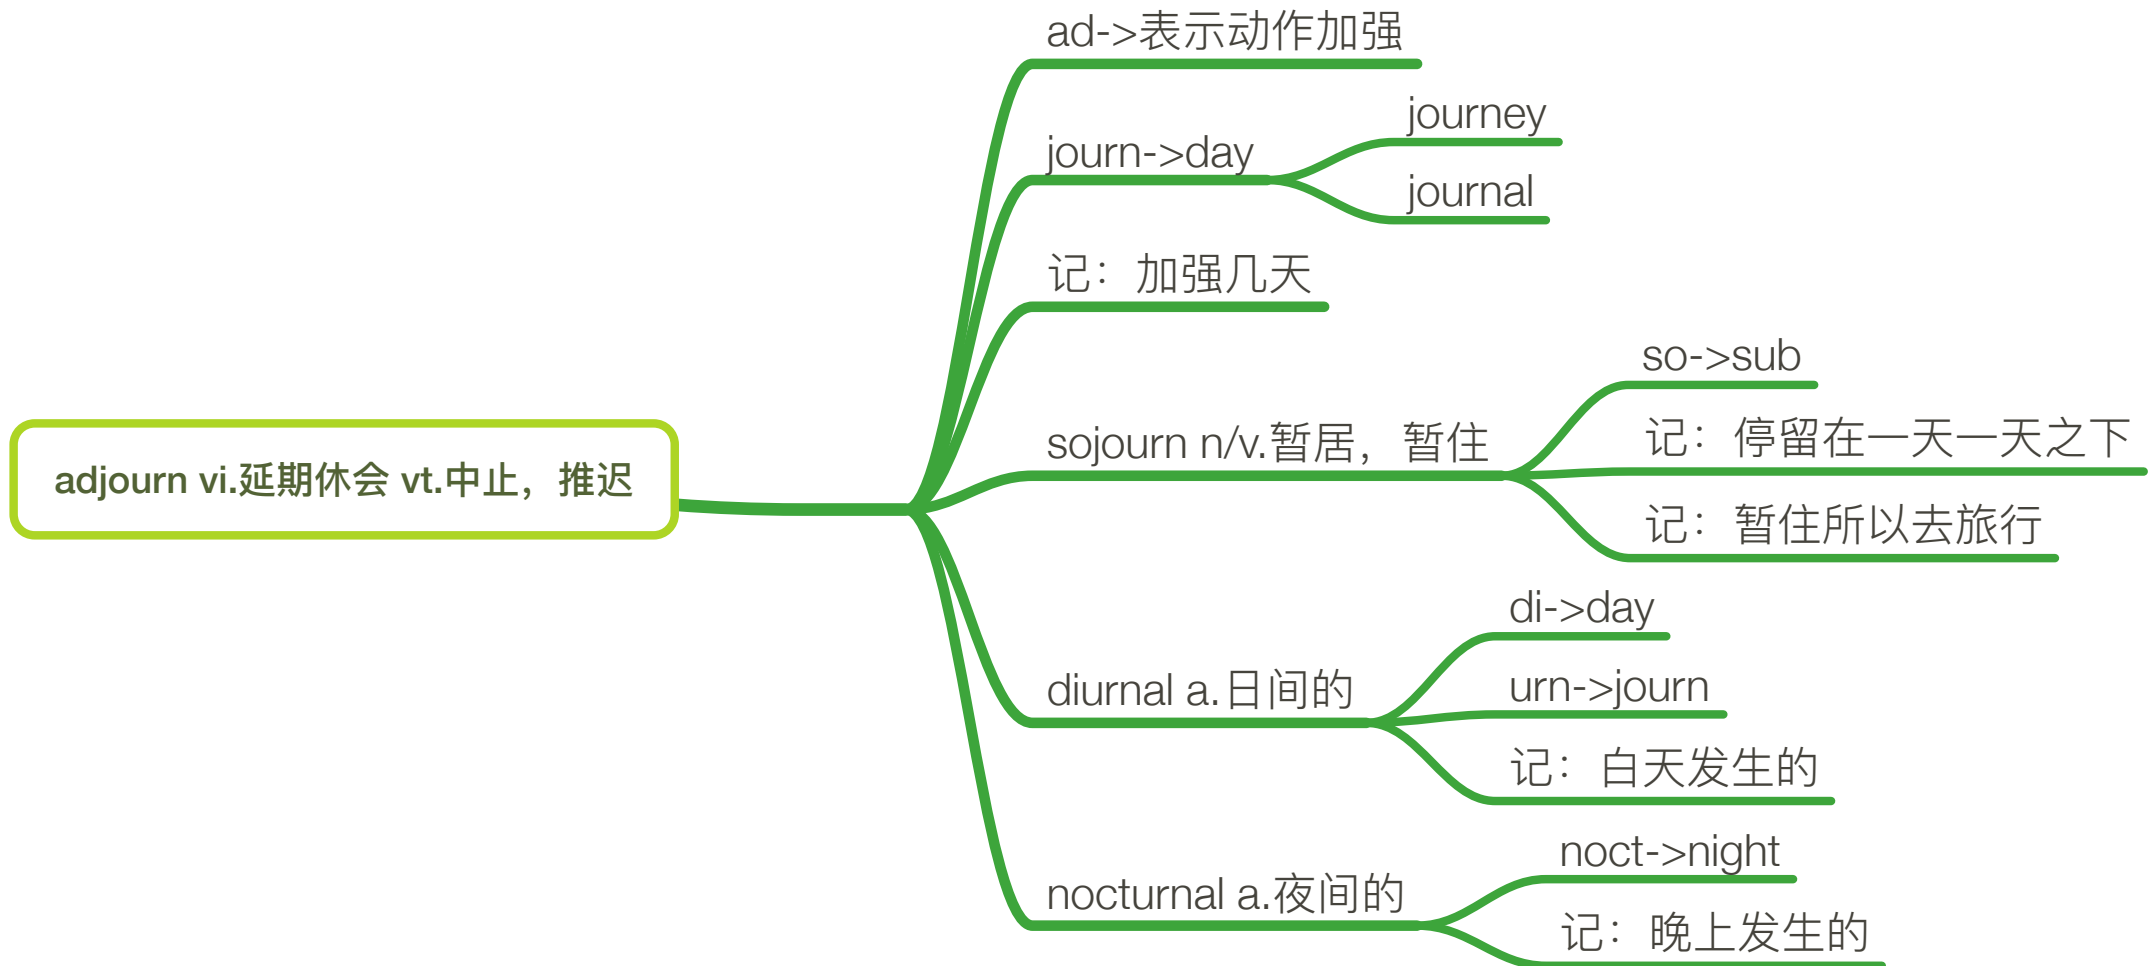 adjourn vi.延期休会 vt.中止，推迟
ad->表示动作加强
journ->day
journey
journal
记：加强几天
sojourn n/v.暂居，暂住
so->sub
记：停留在一天一天之下
记：暂住所以去旅行
diurnal a.日间的
di->day
urn->journ
记：白天发生的
nocturnal a.夜间的
noct->night
记：晚上发生的